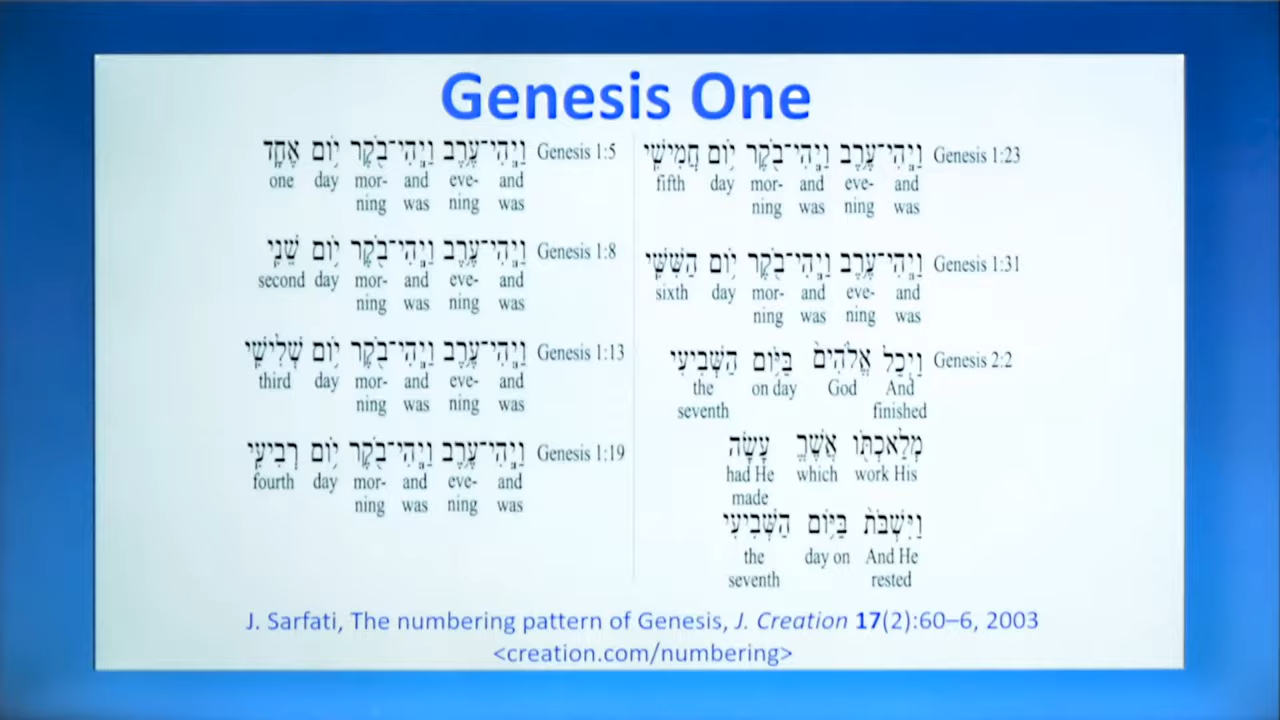 Genesis One
וַֽיְהִי־עֶ֥רֶב וַֽיְהִי־בֹ֖קֶר י֥וֹם אֶחָֽד Genesis 1:5
one day mor- and eve- and
ning was ning was
וַֽיְהִי־עֶ֥רֶב וַֽיְהִי־בֹ֖קֶר י֥וֹם שֵׁנִֽי Genesis 1:8
second day mor- and eve- and
ning was ning was
וַֽיְהִי־עֶ֥רֶב וַֽיְהִי־בֹ֖קֶר י֥וֹם שְׁלִישִֽׁי Genesis 1:13
third day mor- and eve- and
ning was ning was
וַֽיְהִי־עֶ֥רֶב וַֽיְהִי־בֹ֖קֶר י֥וֹם רְבִיעִֽי Genesis 1:19
fourth day mor- and eve- and
ning was ning was
וַֽיְהִי־עֶ֥רֶב וַֽיְהִי־בֹ֖קֶר י֥וֹם חֲמִישִֽׁי Genesis 1:23
fifth day mor- and eve- and
ning was ning was
וַֽיְהִי־עֶ֥רֶב וַֽיְהִי־בֹ֖קֶר י֥וֹם הַשִּׁשִּֽׁי Genesis 1:31
sixth day mor- and eve- and
ning was ning was
וַיְכַ֤ל אֱלֹהִים֙ בַּיּ֣וֹם הַשְּׁבִיעִ֔י Genesis 2:2
the on day God And
seventh finished
מְלַאכְתּ֖וֹ אֲשֶׁ֣ר עָשָׂ֑ה
had He which work His
made
וַיִּשְׁבֹּת֙ בַּיּ֣וֹם הַשְּׁבִיעִ֔י
the day on And He
seventh rested
J. Sarfati, The numbering pattern of Genesis, J. Creation 17(2):60–6, 2003
<creation.com/numbering>